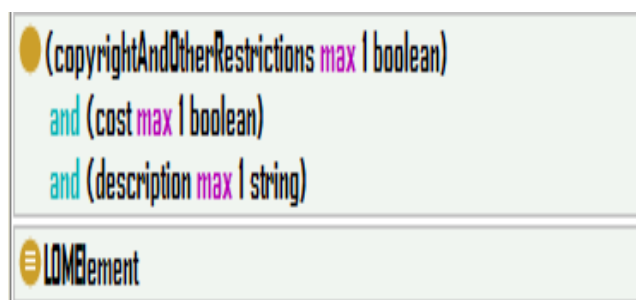 (copyrightAndOtherRestrictions max 1 boolean)
and (cost max 1 boolean)
and (description max 1 string)
LOMElement